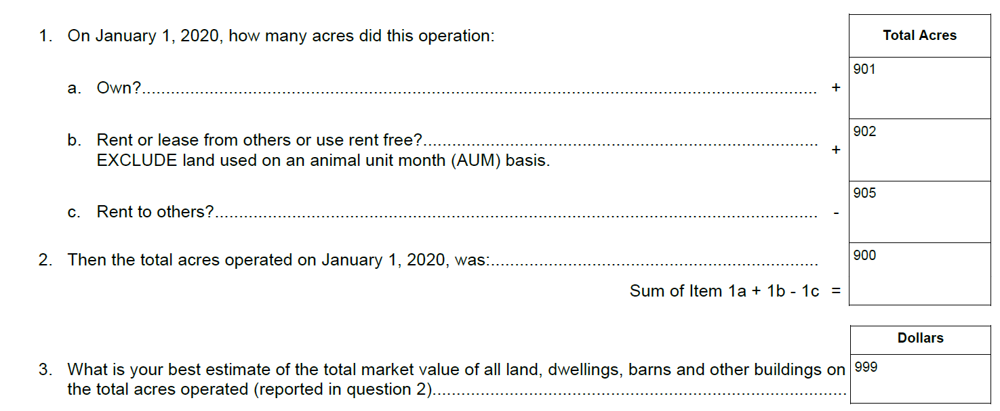 1. On January 1, 2020, how many acres did this operation:
Total Acres
a. Own?.......................................................................................................................................... +
901
b. Rent or lease from others or use rent free?.................................................................................
902
+
EXCLUDE land used on an animal unit month (AUM) basis.
c. Rent to others?............................................................................................................................ -
905
2. Then the total acres operated on January 1, 2020, was:...................................................................
900
Sum of Item 1a + 1b - 1c =
Dollars
3. What is your best estimate of the total market value of all land, dwellings, barns and other buildings on
999
the total acres operated (reported in question 2).....................................................................................